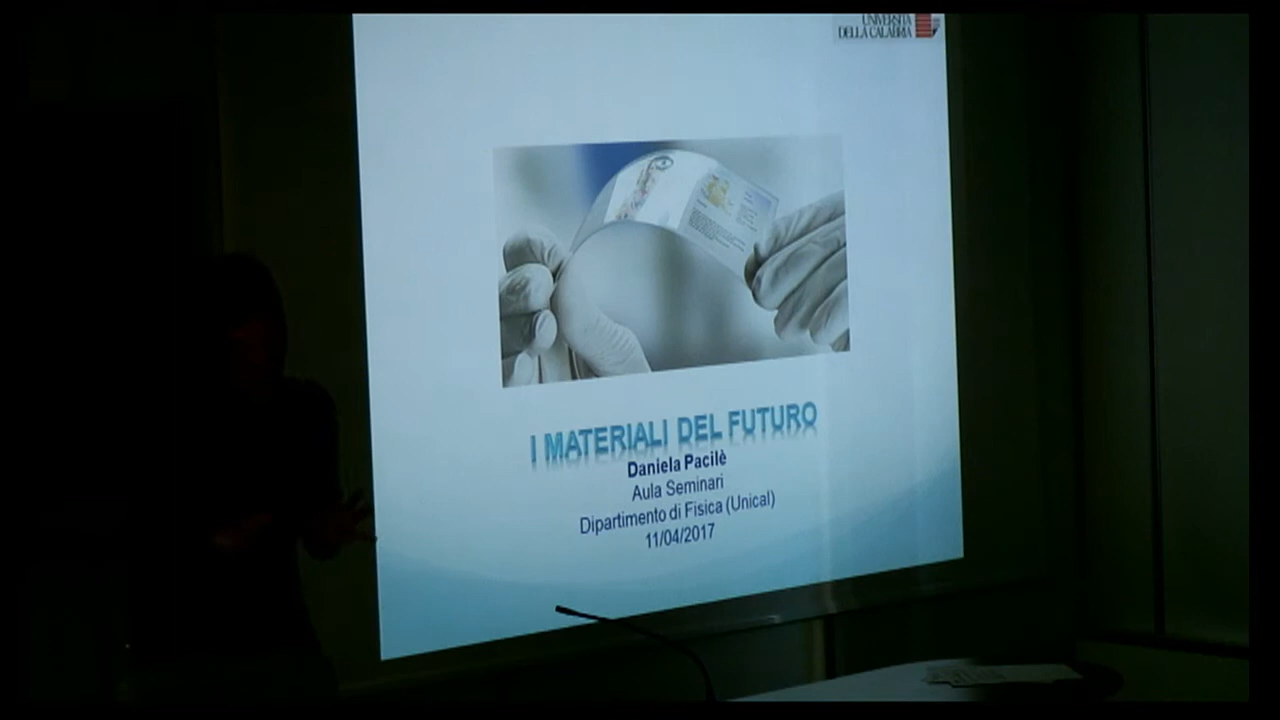 UNIVERSITÀ
DELLA CALABRIA
I MATERIALI DEL FUTURO
Daniela Pacilè
Aula Seminari
Dipartimento di Fisica (Unical)
11/04/2017